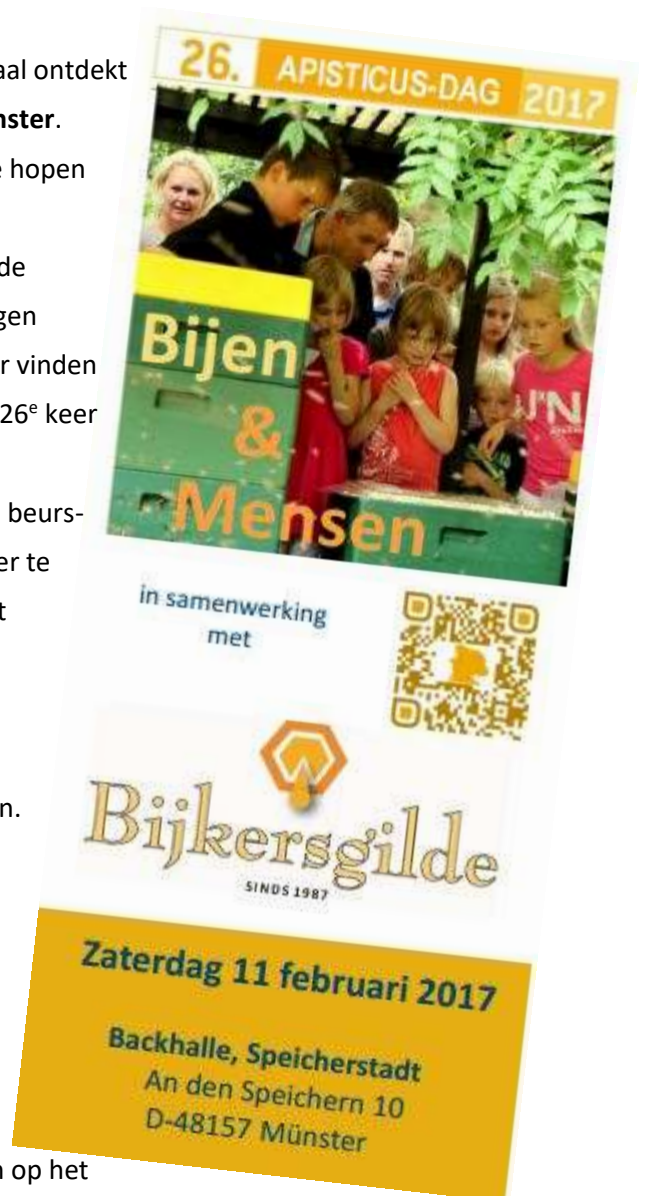 aal ontdekt
nster.
e hopen
de
gen
r vinden
26e keer
beurs-
er te
t
n.
n op het
26. APISTICUS-DAG 2017
Bijen
&
Mensen
in samenwerking
met
Bijkersgilde
SINDS 1987
Zaterdag 11 februari 2017
Backhalle, Speicherstadt
An den Speichern 10
D-48157 Münster